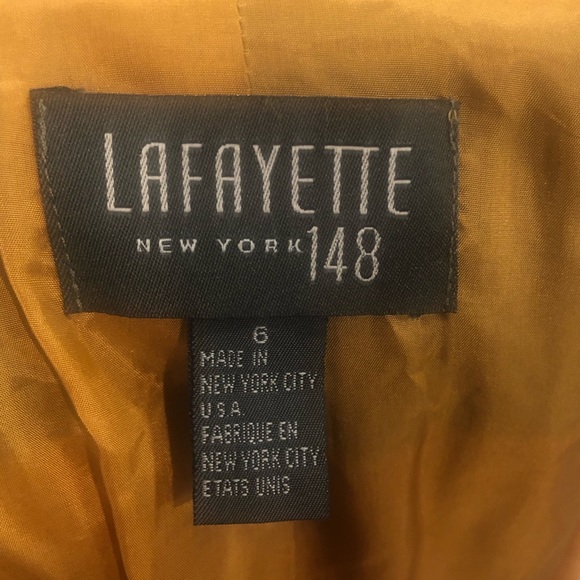 LAFAYETTE
NEW YORK 148
6
MADE IN
NEW YORK CITY
U.S.A.
FABRIQUE EN
NEW YORK CITY
ETATS UNIS